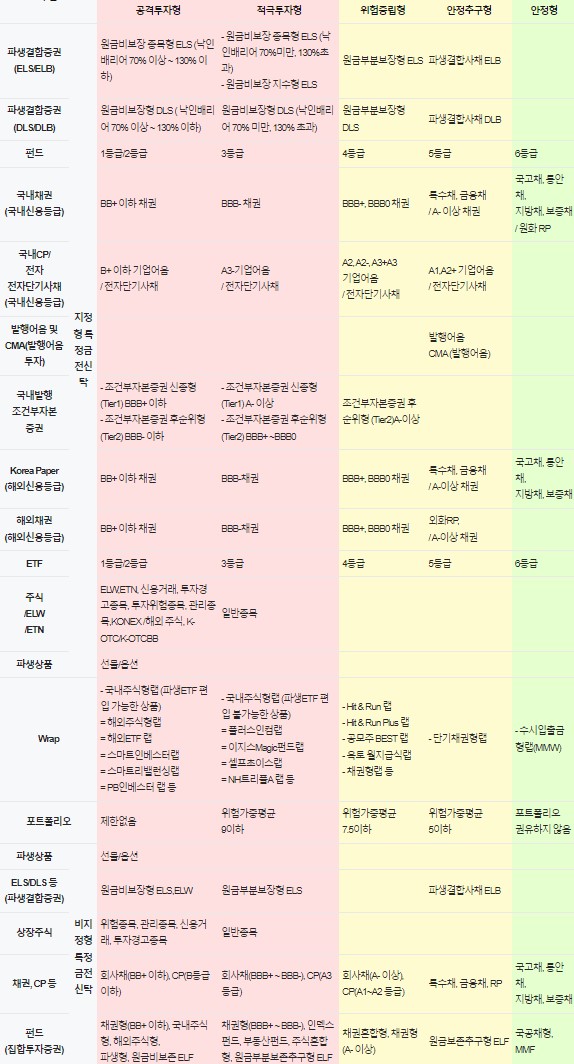 공격투자형 적극투자형 위험중립형 안정추구형 안정형
파생결합증권
(ELS/ELB)
원금비보장 종목형 ELS (낙인
배리어 70% 이상 ~ 130% 이
하)
- 원금비보장 종목형 ELS (낙
인배리어 70%미만, 130%초
과)
- 원금비보장 지수형 ELS
원금부분보장형 ELS
파생결합사채 ELB
파생결합증권
(DLS/DLB)
원금비보장형 DLS ( 낙인배리
어 70% 이상 ~ 130% 이하)
원금비보장형 DLS (낙인배리
어 70% 미만, 130% 초과)
원금부분보장형
DLS
파생결합사채 DLB
펀드
1등급/2등급
3등급
4등급
5등급
6등급
국내채권
(국내신용등급)
BB+ 이하 채권
BBB- 채권
BBB+, BBB0 채권
특수채, 금융채
/ A- 이상 채권
국고채, 통안
채,
지방채, 보증채
/ 원화 RP
국내CP/
전자
전자단기사채
(국내신용등급)
B+ 이하 기업어음
/ 전자단기사채
A3-기업어음
/ 전자단기사채
A2, A2-, A3+A3
기업어음
/ 전자단기사채
A1,A2+ 기업어음
/ 전자단기사채
지정
형 특
정금
전신
탁
발행어음 및
CMA(발행어음
투자)
발행어음
CMA (발행어음)
국내발행
조건부자본
증권
- 조건부자본증권 신종형
(Tier1) BBB+ 이하
- 조건부자본증권 후순위형
(Tier2) BBB- 이하
- 조건부자본증권 신종형
(Tier1) A- 이상
- 조건부자본증권 후순위형
(Tier2) BBB+ ~BBB0
조건부자본증권 후
순위형 (Tier2)A-이상
Korea Paper
(해외신용등급)
BB+ 이하 채권
BBB-채권
BBB+, BBB0 채권
특수채, 금융채
/ A-이상 채권
국고채, 통안
채,
지방채, 보증채
해외채권
(해외신용등급)
BB+ 이하 채권
BBB-채권
BBB+, BBB0 채권
외화RP,
/ A-이상 채권
ETF
1등급/2등급
3등급
4등급
5등급
6등급
주식
/ELW
/ETN
ELW,ETN, 신용거래, 투자경
고종목, 투자위험종목, 관리종
목,KONEX /해외 주식, K-
OTC/K-OTCBB
일반종목
파생상품
선물/옵션
Wrap
- 국내주식형랩 (파생ETF 편
입 가능한 상품)
= 해외주식형랩
= 해외ETF 랩
= 스마트인베스터랩
= 스마트리밸런싱랩
= PB인베스터 랩 등
- 국내주식형랩 (파생ETF 편
입 불가능한 상품)
= 플러스인컴랩
= 이지스Magic펀드랩
= 셀프초이스랩
= NH트리플A 랩 등
- Hit & Run 랩
- Hit & Run Plus 랩
- 공모주 BEST 랩
- 옥토 월지급식랩
- 채권형랩 등
- 단기채권형랩
- 수시입출금
형랩(MMW)
포트폴리오
제한없음
위험가중평균
9이하
위험가중평균
7.5이하
위험가중평균
5이하
포트폴리오
권유하지 않음
파생상품
선물/옵션
ELS/DLS 등
(파생결합증권)
원금비보장형 ELS,ELW
원금부분보장형 ELS
파생결합사채 ELB
비지
정형
특정
금전
신탁
상장주식
위험종목, 관리종목, 신용거
래, 투자경고종목
일반종목
채권, CP 등
회사채(BB+ 이하), CP(B등급
이하)
회사채(BBB+ ~ BBB-), CP(A3
등급)
회사채(A- 이상),
CP(A1~A2 등급)
특수채, 금융채, RP
국고채, 통안
채,
지방채, 보증채
펀드
(집합투자증권)
채권형(BB+ 이하), 국내주식
형, 해외주식형,
파생형, 원금비보존 ELF
채권형(BBB+ ~ BBB-), 인덱스
펀드, 부동산펀드, 주식혼합
형, 원금부분보존추구형 ELF
채권혼합형, 채권형
(A- 이상)
원금보존추구형 ELF
국공채형,
MMF